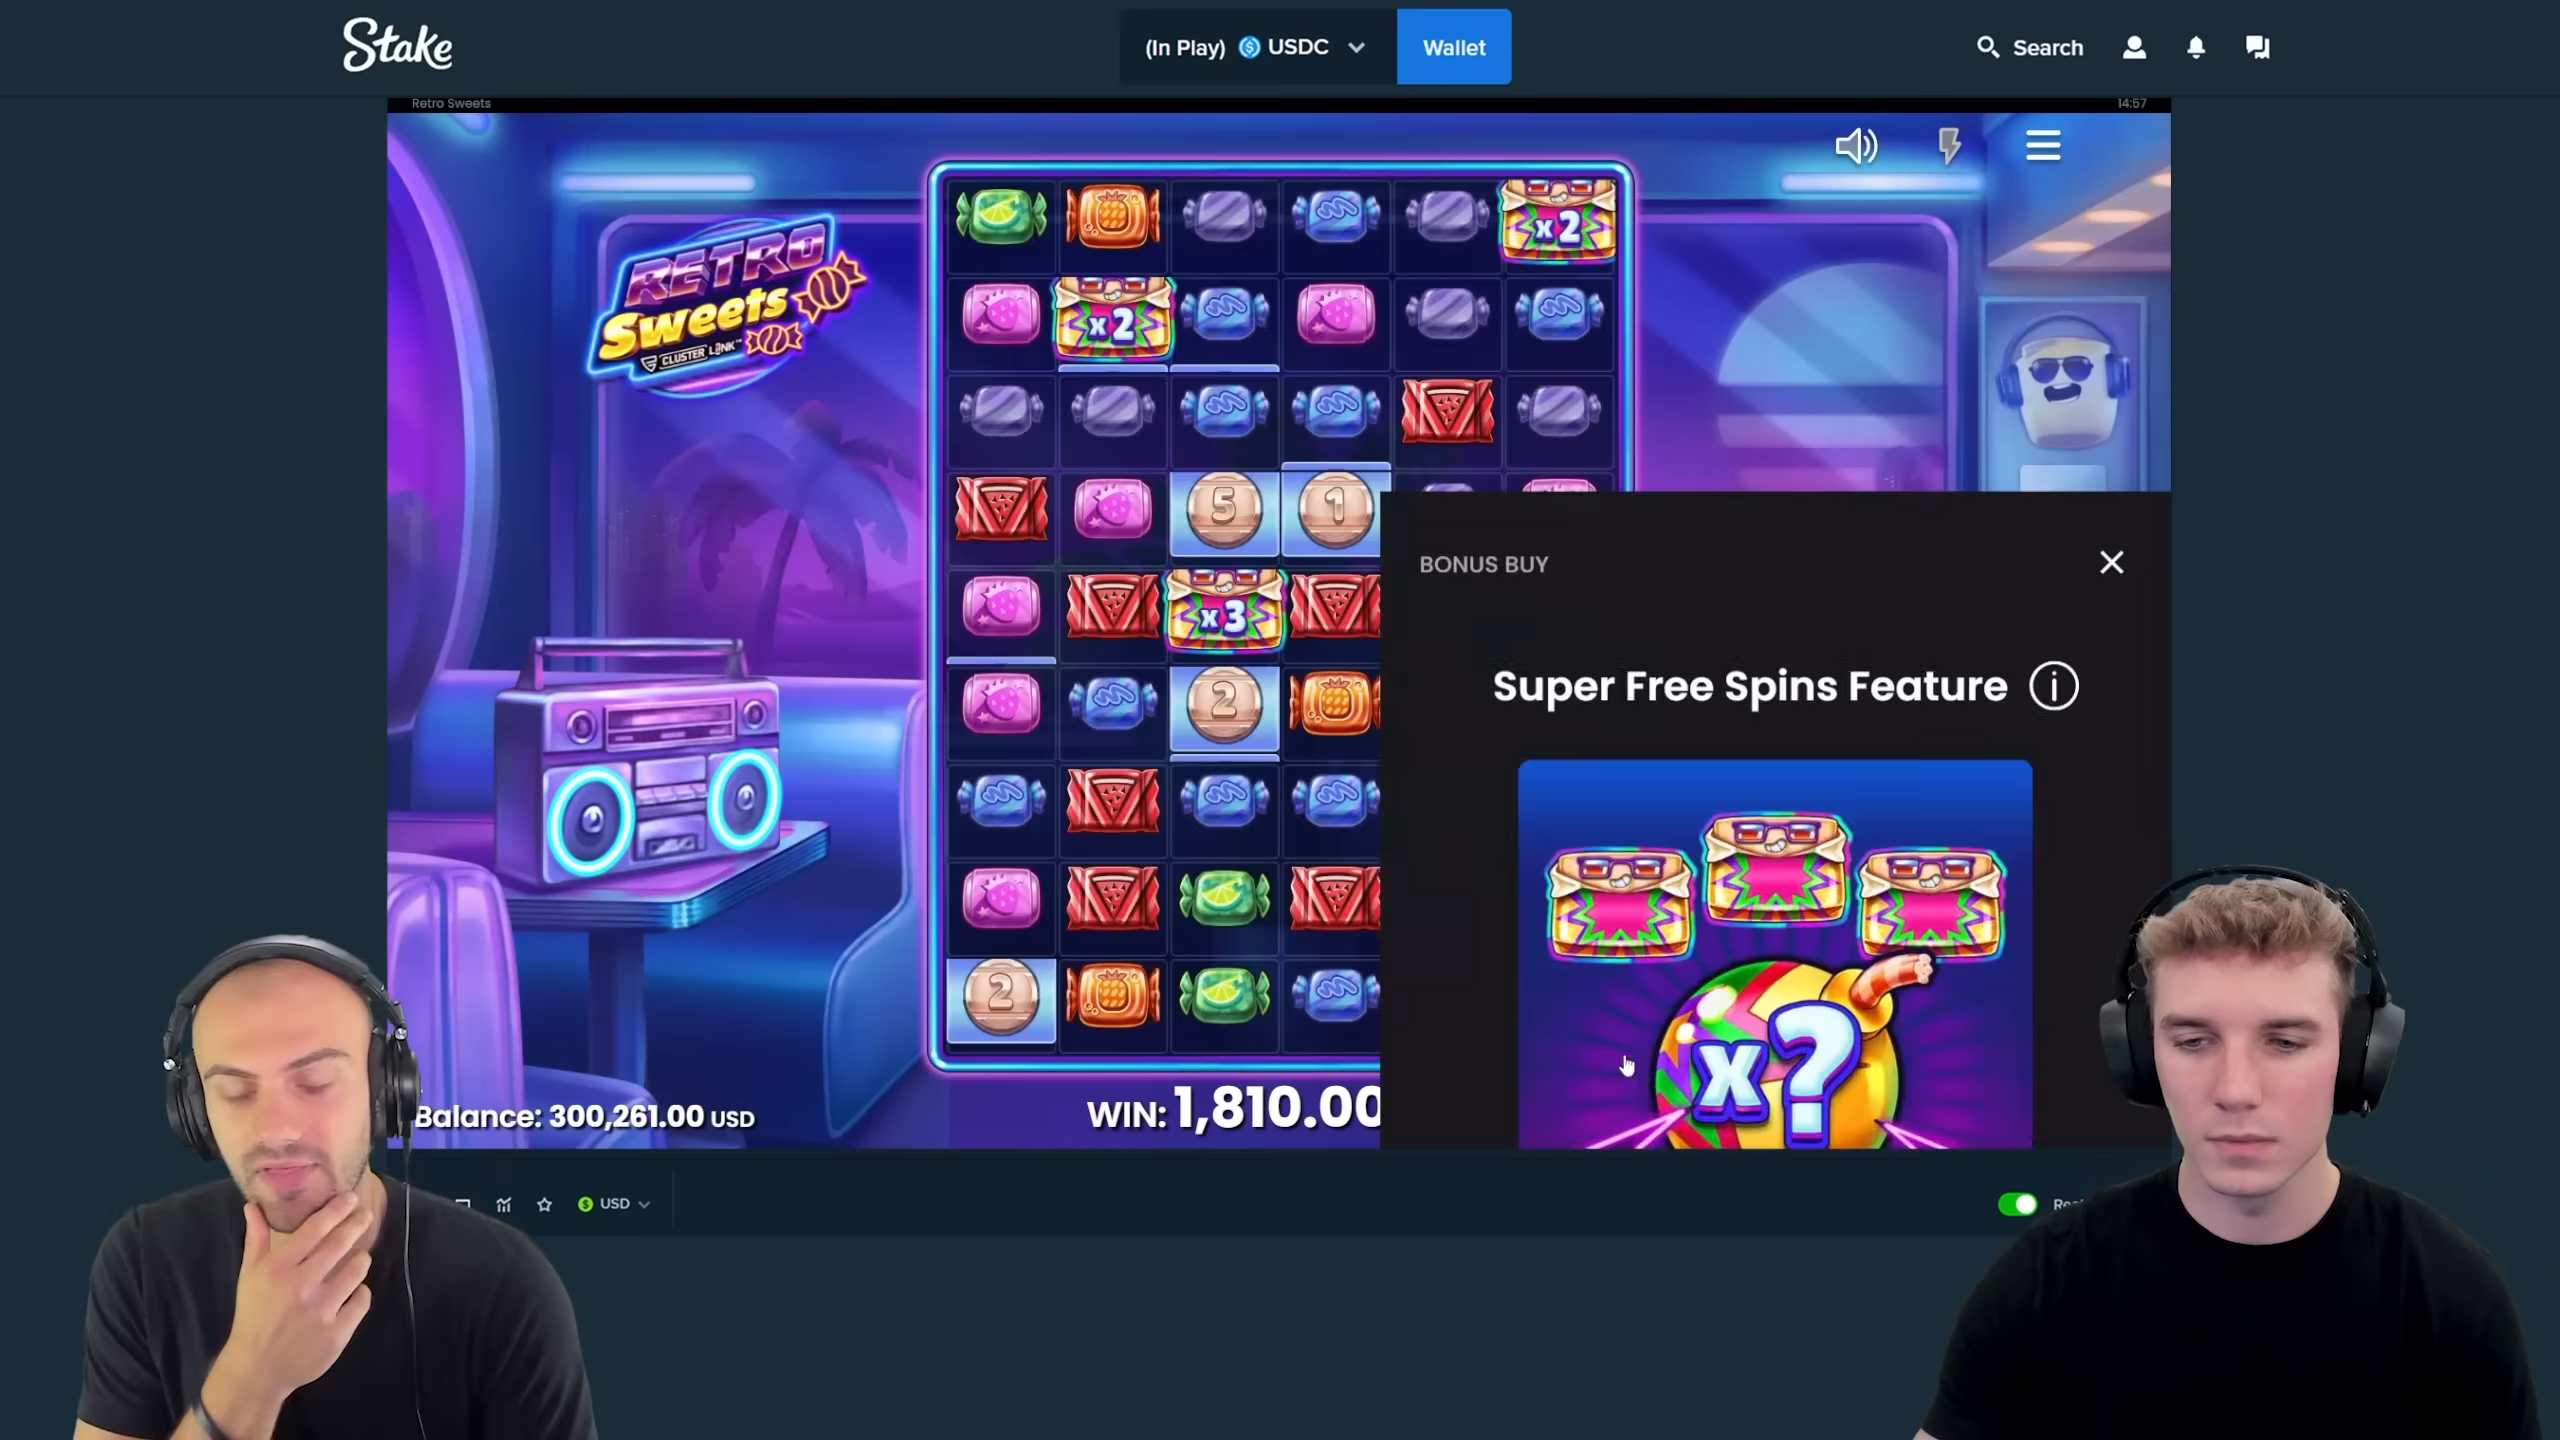 Stake
(In Play) USDC
Wallet
Search
Retro Sweets
14:57
RETRO
Sweets
CLUSTER LINK™
x2
x2
5
1
x3
2
2
BONUS BUY
Super Free Spins Feature
x?
Balance: 300,261.00 USD
WIN: 1,810.00
USD